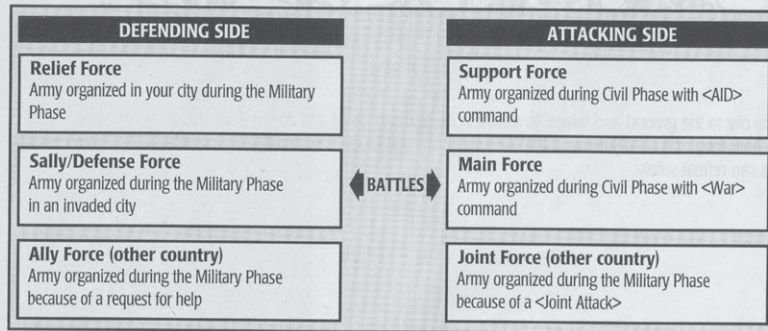 DEFENDING SIDE
Relief Force
Army organized in your city during the Military
Phase
Sally/Defense Force
Army organized during the Military Phase
in an invaded city
Ally Force (other country)
Army organized during the Military Phase
because of a request for help
BATTLES
ATTACKING SIDE
Support Force
Army organized during Civil Phase with <AID>
command
Main Force
Army organized during Civil Phase with <War>
command
Joint Force (other country)
Army organized during the Military Phase
because of a <Joint Attack>